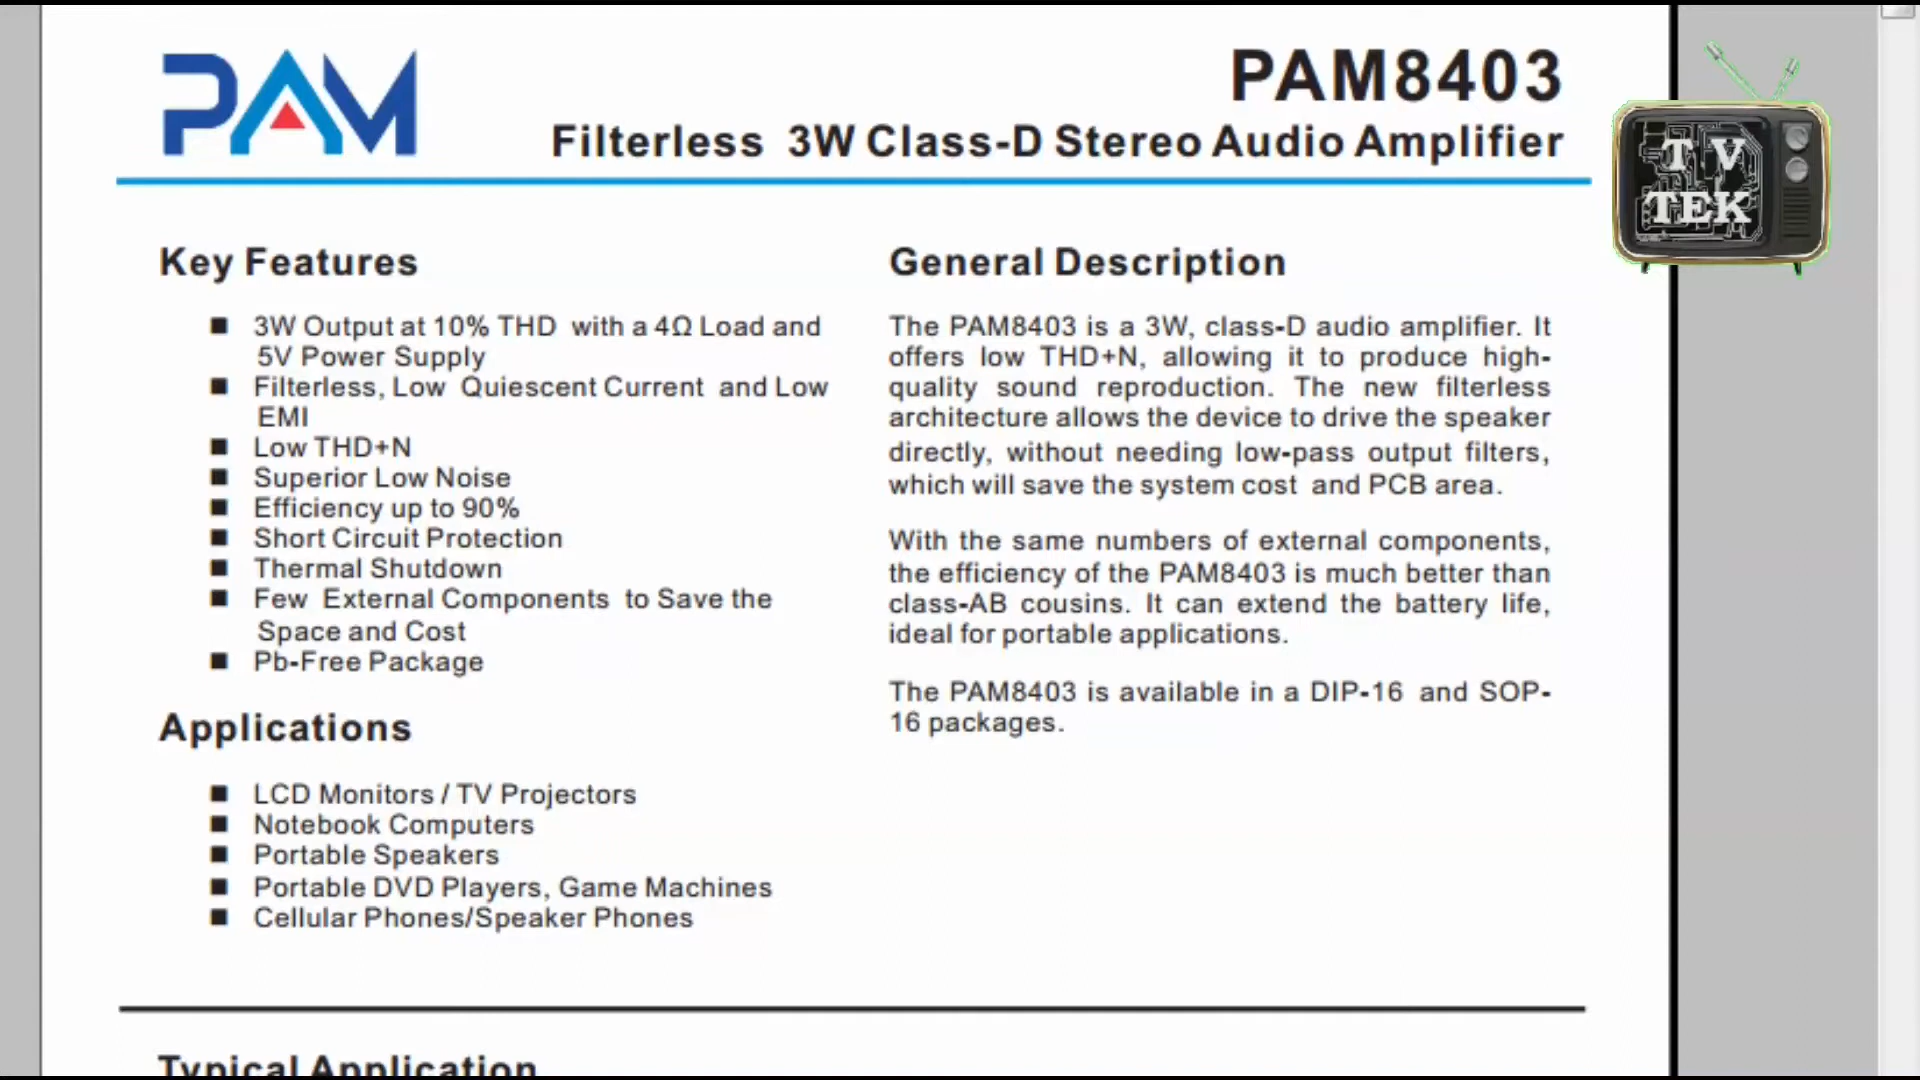 PAM
PAM8403
Filterless 3W Class-D Stereo Audio Amplifier
TV
TEK
Key Features
■ 3W Output at 10% THD with a 4Ω Load and
5V Power Supply
■ Filterless, Low Quiescent Current and Low
EMI
■ Low THD+N
■ Superior Low Noise
■ Efficiency up to 90%
■ Short Circuit Protection
■ Thermal Shutdown
■ Few External Components to Save the
Space and Cost
■ Pb-Free Package
Applications
■ LCD Monitors / TV Projectors
■ Notebook Computers
■ Portable Speakers
■ Portable DVD Players, Game Machines
■ Cellular Phones/Speaker Phones
General Description
The PAM8403 is a 3W, class-D audio amplifier. It
offers low THD+N, allowing it to produce high-
quality sound reproduction. The new filterless
architecture allows the device to drive the speaker
directly, without needing low-pass output filters,
which will save the system cost and PCB area.
With the same numbers of external components,
the efficiency of the PAM8403 is much better than
class-AB cousins. It can extend the battery life,
ideal for portable applications.
The PAM8403 is available in a DIP-16 and SOP-
16 packages.
Typical Application